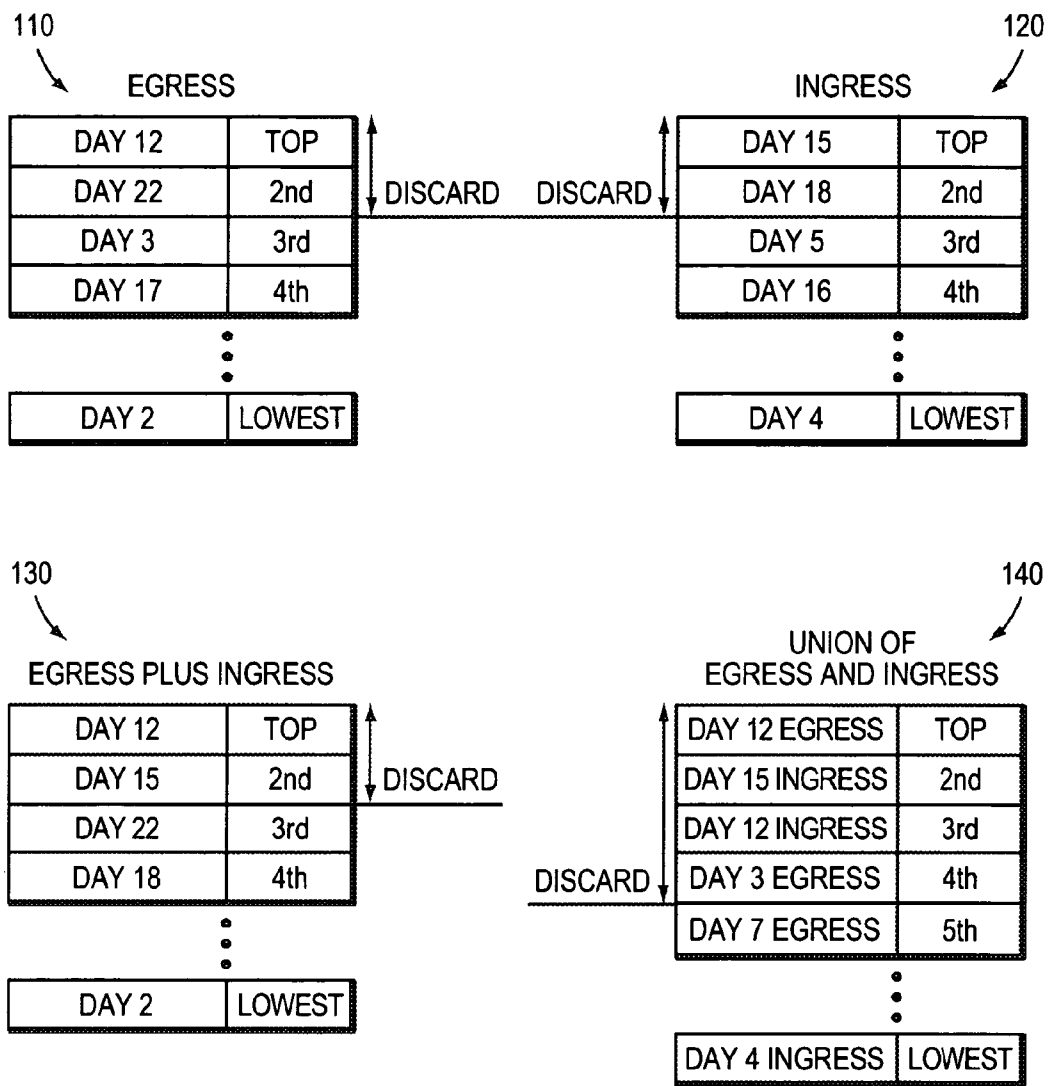 110
EGRESS
DAY 12 TOP
DAY 22 2nd
DAY 3 3rd
DAY 17 4th
DISCARD
DAY 2 LOWEST
120
INGRESS
DAY 15 TOP
DAY 18 2nd
DAY 5 3rd
DAY 16 4th
DISCARD
DAY 4 LOWEST
130
EGRESS PLUS INGRESS
DAY 12 TOP
DAY 15 2nd
DAY 22 3rd
DAY 18 4th
DISCARD
DAY 2 LOWEST
140
UNION OF
EGRESS AND INGRESS
DAY 12 EGRESS TOP
DAY 15 INGRESS 2nd
DAY 12 INGRESS 3rd
DAY 3 EGRESS 4th
DAY 7 EGRESS 5th
DISCARD
DAY 4 INGRESS LOWEST